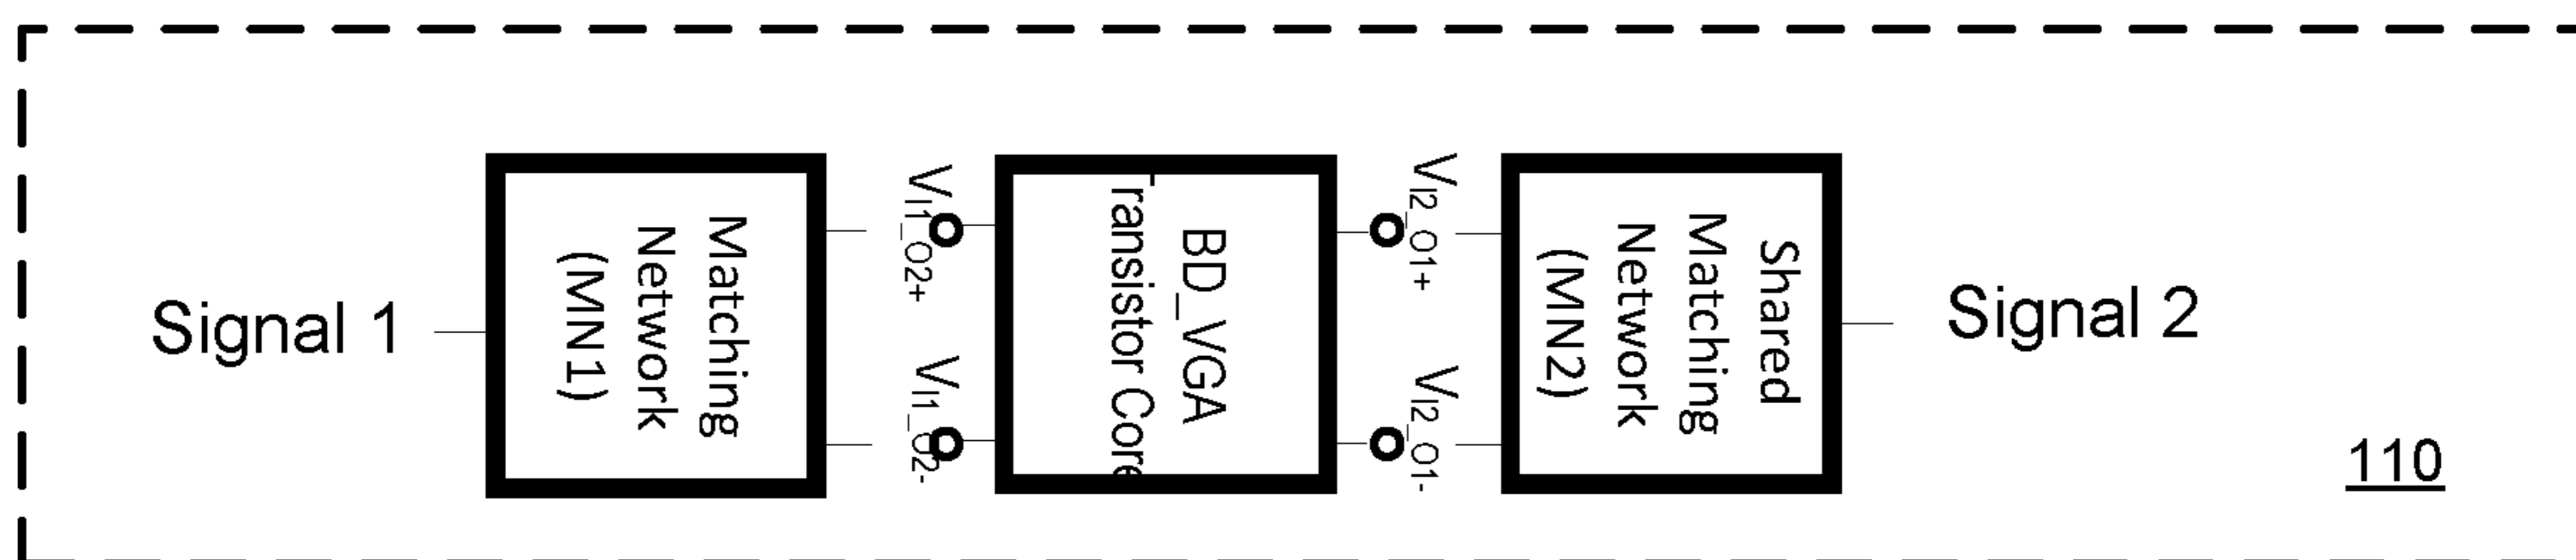 Signal 1
Matching
Network
(MN1)
VI1_O2+
VI1_O2-
BD_VGA
Transistor Core
VI2_O1+
VI2_O1-
Shared
Matching
Network
(MN2)
Signal 2
110